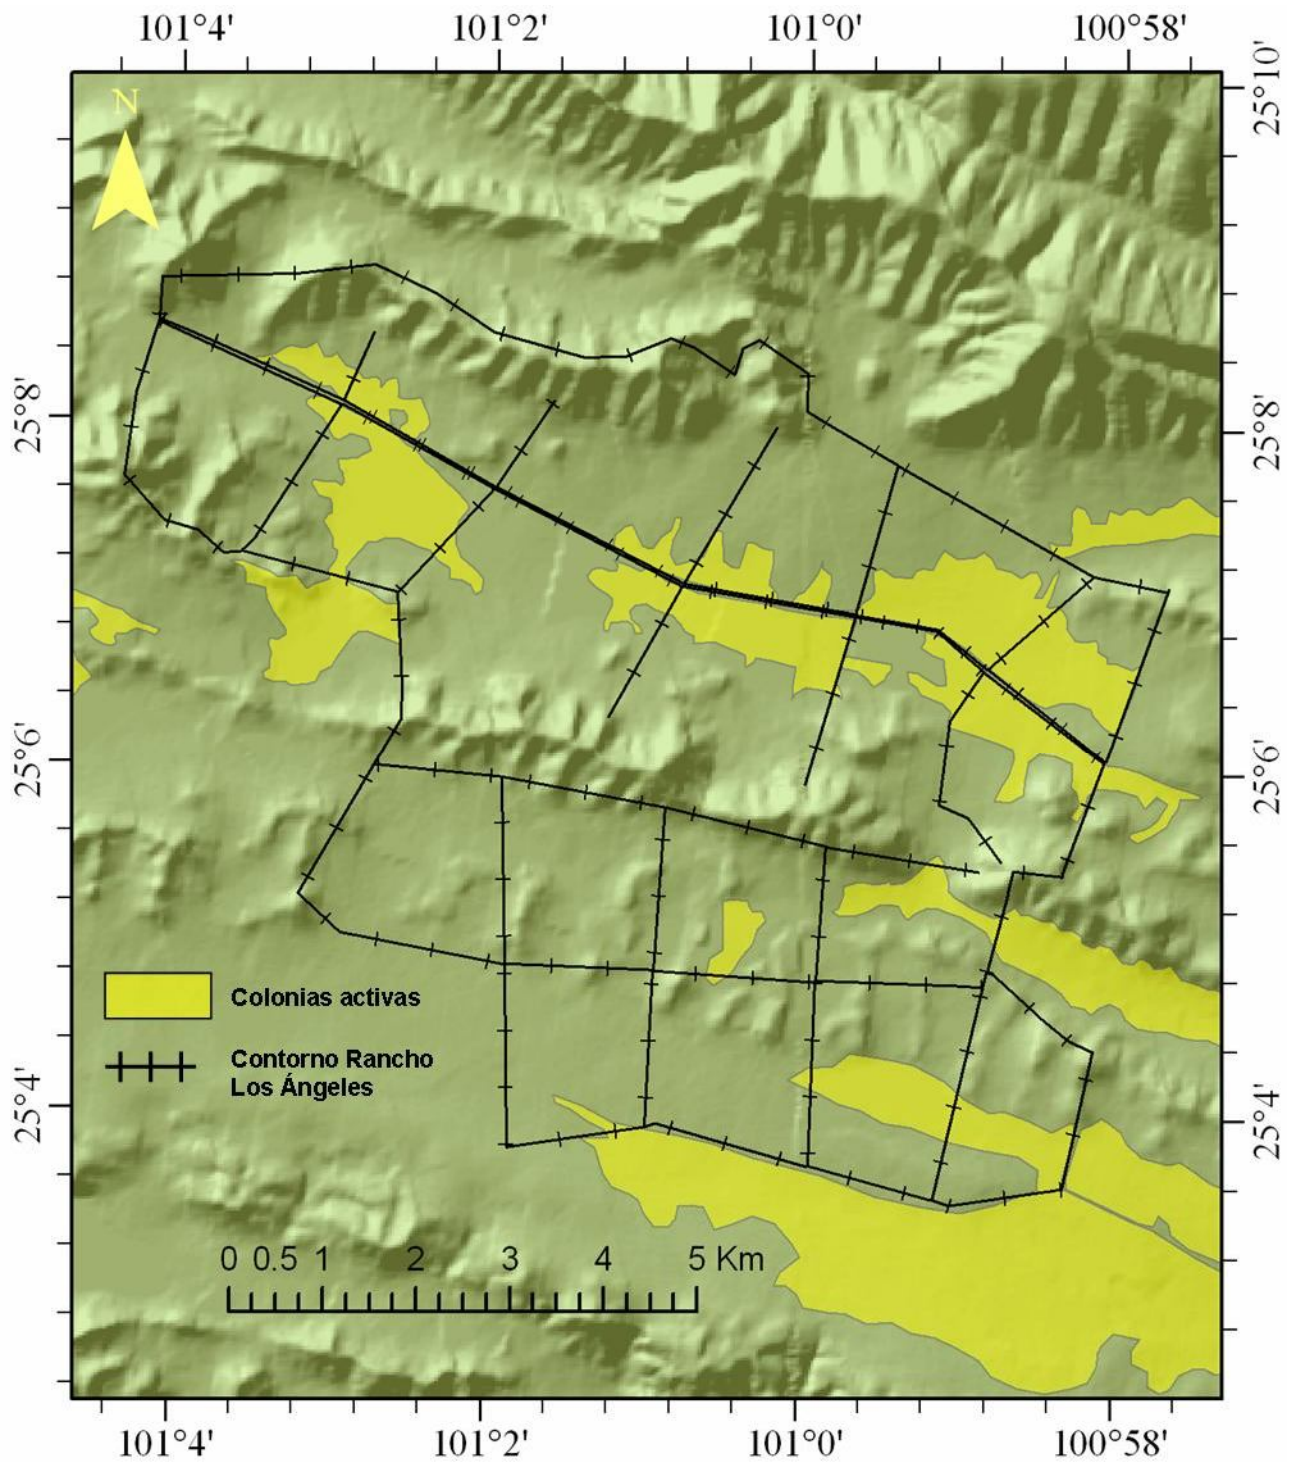 101°4' 101°2' 101°0' 100°58'
25°10'
N
25°8' 25°8'
25°6' 25°6'
Colonias activas
Contorno Rancho
Los Ángeles
25°4' 25°4'
0 0.5 1 2 3 4 5 Km
101°4' 101°2' 101°0' 100°58'